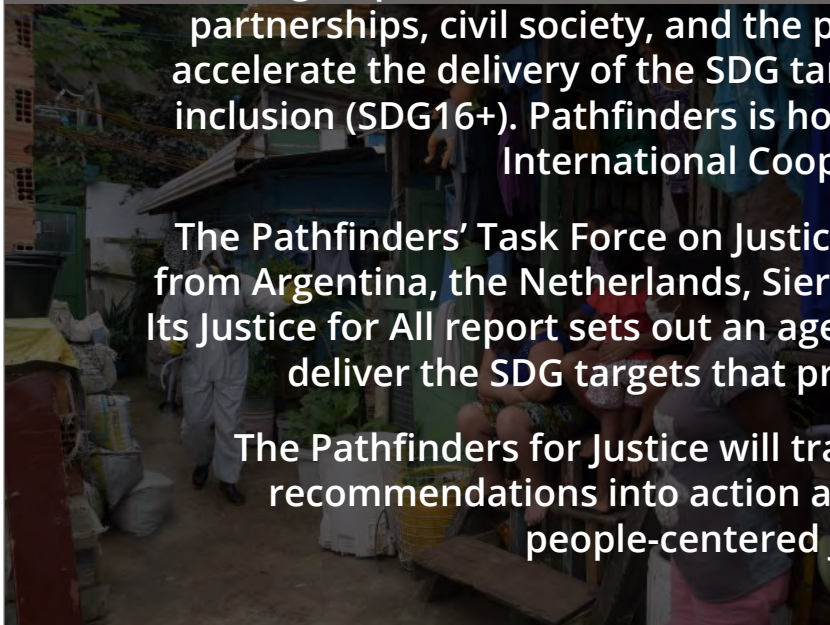 partnerships, civil society, and the p
accelerate the delivery of the SDG tar
inclusion (SDG16+). Pathfinders is ho
International Coop
The Pathfinders’ Task Force on Justic
from Argentina, the Netherlands, Sier
Its Justice for All report sets out an age
deliver the SDG targets that pr
The Pathfinders for Justice will tra
recommendations into action a
people-centered